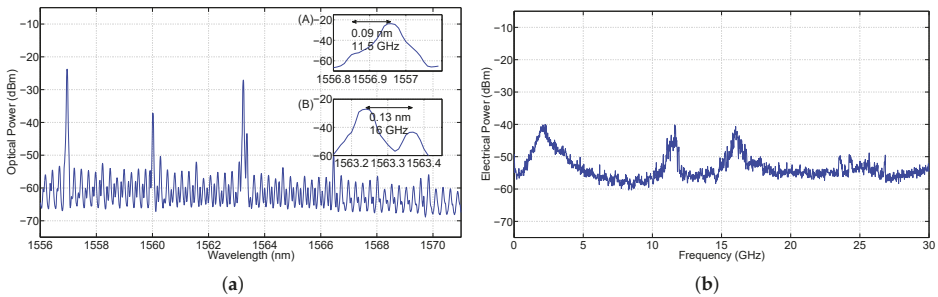 −10
−20
−30
−40
−50
−60
−70
Optical Power (dBm)
1556
1558
1560
1562
1564
1566
1568
1570
Wavelength (nm)
(A)
−20
−40
−60
0.09 nm
11.5 GHz
1556.8 1556.9 1557
(B)
−20
−40
−60
0.13 nm
16 GHz
1563.2 1563.3 1563.4
(a)
−10
−20
−30
−40
−50
−60
−70
Electrical Power (dBm)
0
5
10
15
20
25
30
Frequency (GHz)
(b)